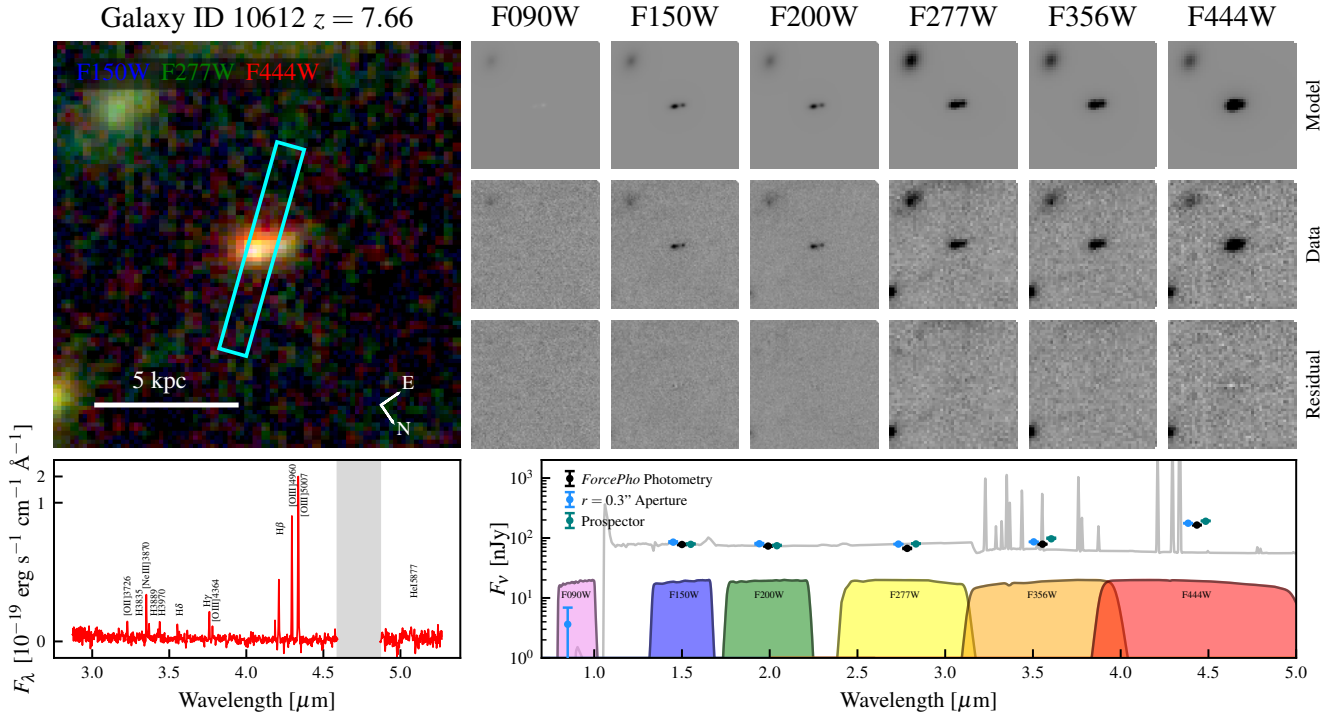 Galaxy ID 10612 z = 7.66
F090W F150W F200W F277W F356W F444W
F150W F277W F444W
5 kpc
E
N
Model
Data
Residual
F_λ [10⁻¹⁹ erg s⁻¹ cm⁻¹ Å⁻¹]
2
1
0
[OII]3726
H3835
[NeIII]3870
H3889
H3970
Hδ
Hγ
[OIII]4364
Hβ
[OIII]4960
[OIII]5007
HeI5877
3.0 3.5 4.0 4.5 5.0
Wavelength [μm]
F_ν [nJy]
10³
10²
10¹
10⁰
ForcePho Photometry
r = 0.3" Aperture
Prospector
F090W F150W F200W F277W F356W F444W
1.0 1.5 2.0 2.5 3.0 3.5 4.0 4.5 5.0
Wavelength [μm]